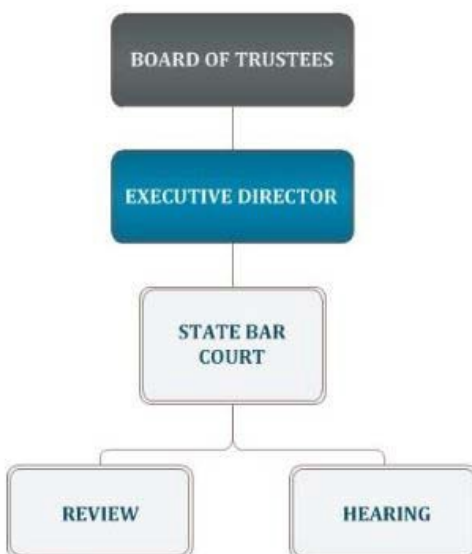 BOARD OF TRUSTEES
EXECUTIVE DIRECTOR
STATE BAR
COURT
REVIEW
HEARING